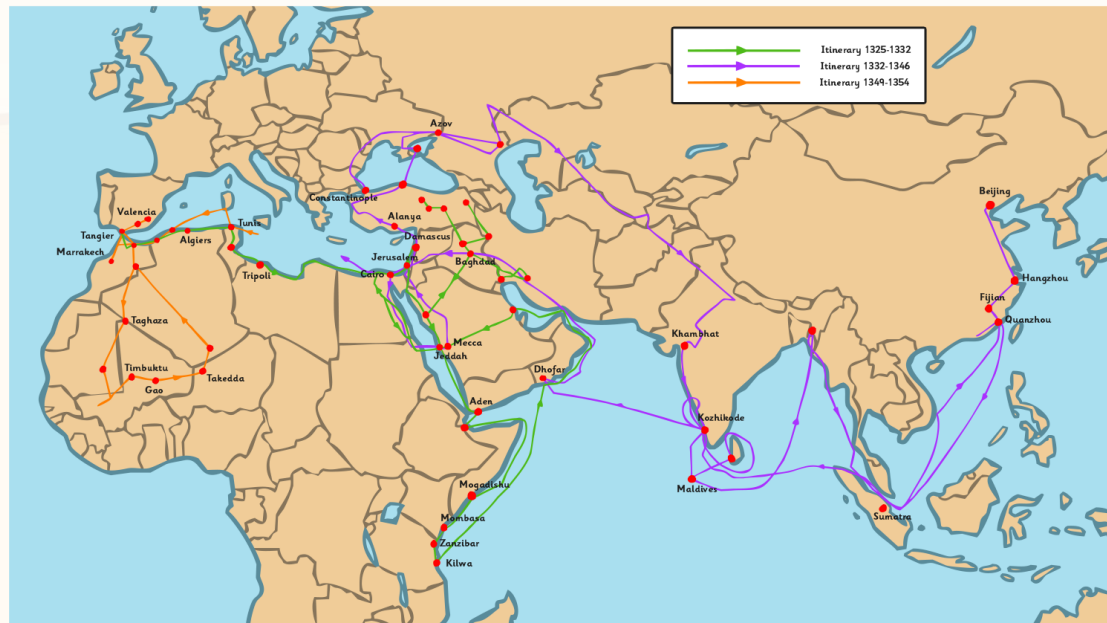 Itinerary 1325-1332
Itinerary 1332-1346
Itinerary 1349-1354
Azov
Constantinople
Beijing
Valencia
Tunis
Alanya
Tangier
Algiers
Damascus
Marrakech
Jerusalem
Baghdad
Tripoli
Cairo
Hangzhou
Fijian
Taghaza
Quanzhou
Khambhat
Mecca
Jeddah
Timbuktu
Dhofar
Takedda
Gao
Aden
Kozhikode
Mogadishu
Maldives
Mombasa
Sumatra
Zanzibar
Kilwa